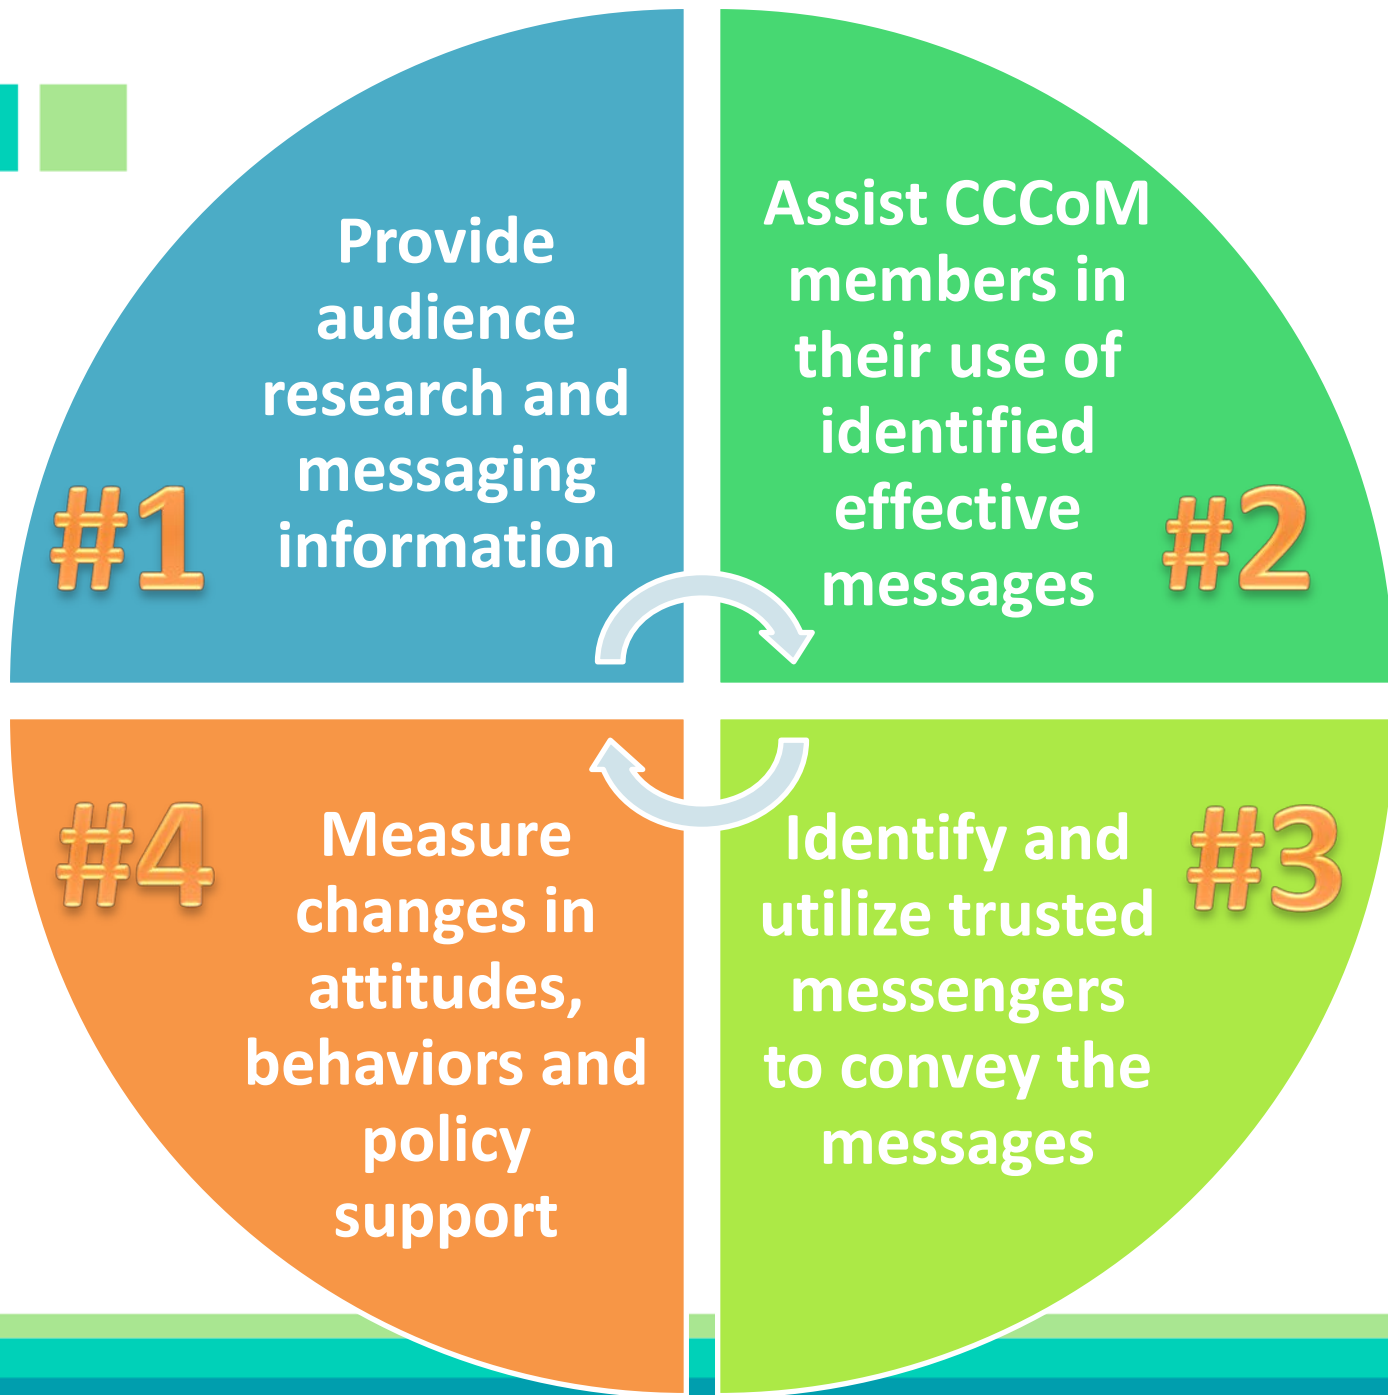 Provide
audience
research and
messaging
information
#1
Assist CCCoM
members in
their use of
identified
effective
messages
#2
Identify and
utilize trusted
messengers
to convey the
messages
#3
Measure
changes in
attitudes,
behaviors and
policy
support
#4